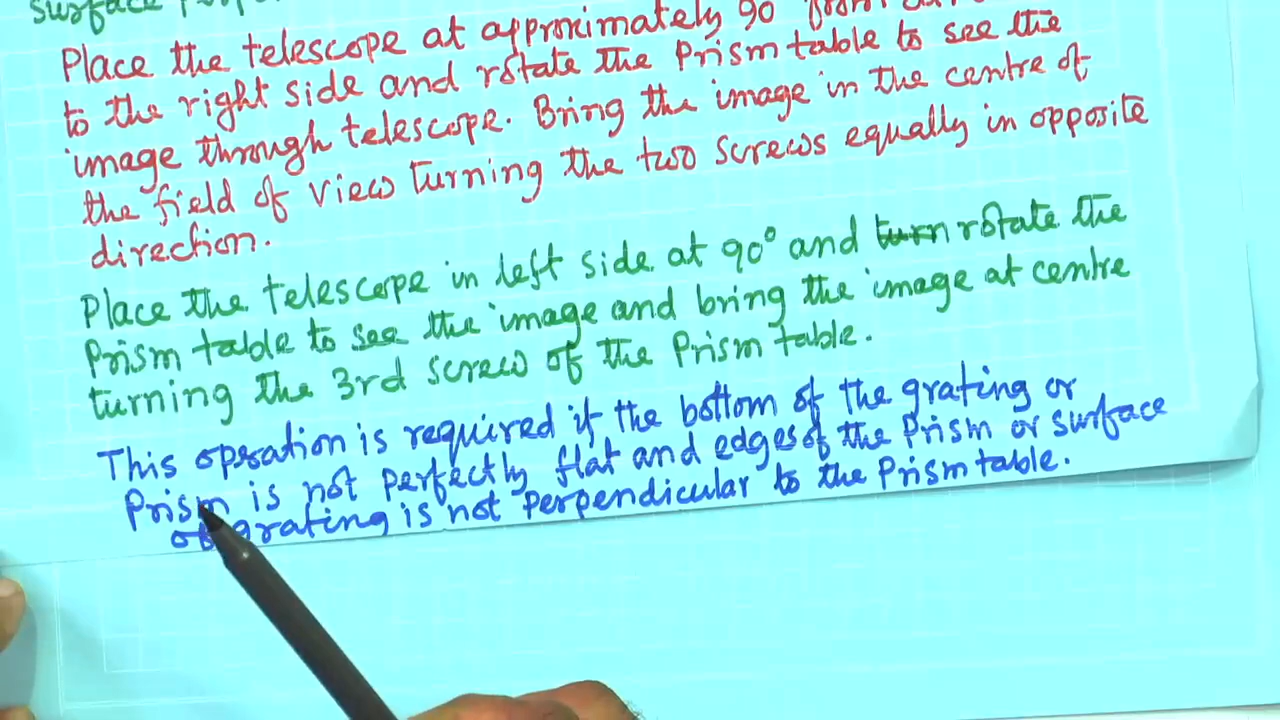 surface
Place the telescope at approximately 90° from
to the right side and rotate the Prism table to see the
image through telescope. Bring the image in the centre of
the field of view turning the two screws equally in opposite
direction.
Place the telescope in left side at 90° and turn rotate the
Prism table to see the image and bring the image at centre
turning the 3rd screw of the Prism table.
This operation is required if the bottom of the grating or
Prism is not perfectly flat and edges of the Prism or surface
of grating is not perpendicular to the Prism table.